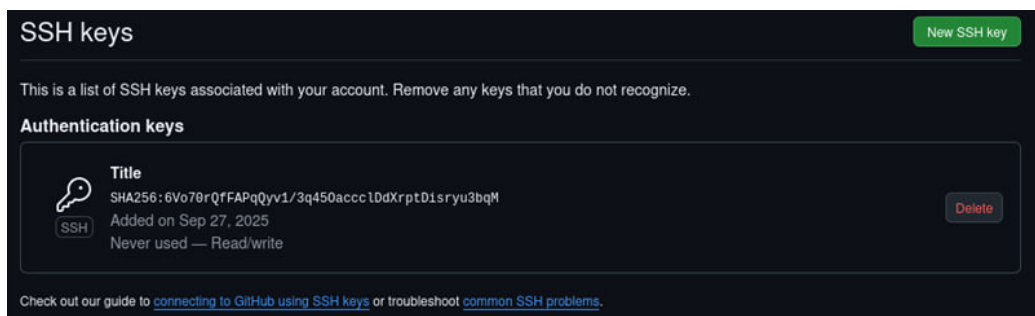 SSH keys
New SSH key
This is a list of SSH keys associated with your account. Remove any keys that you do not recognize.
Authentication keys
Title
SHA256:6Vo70rQfFAPqQyv1/3q45OaccclDdXrptDisryu3bqM
SSH
Added on Sep 27, 2025
Never used — Read/write
Delete
Check out our guide to connecting to GitHub using SSH keys or troubleshoot common SSH problems.